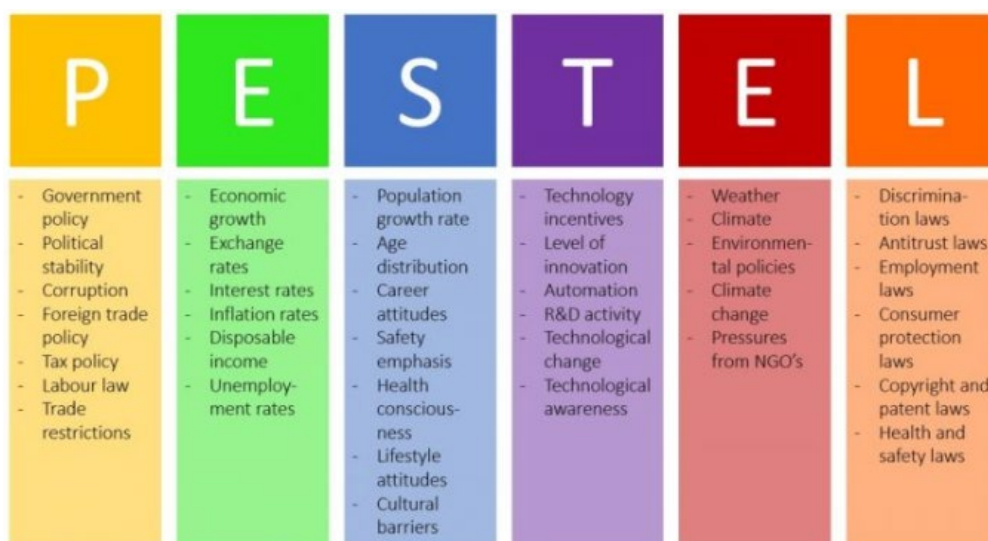 P
- Government
policy
- Political
stability
- Corruption
- Foreign trade
policy
- Tax policy
- Labour law
- Trade
restrictions
E
- Economic
growth
- Exchange
rates
- Interest rates
- Inflation rates
- Disposable
income
- Unemploy-
ment rates
S
- Population
growth rate
- Age
distribution
- Career
attitudes
- Safety
emphasis
- Health
conscious-
ness
- Lifestyle
attitudes
- Cultural
barriers
T
- Technology
incentives
- Level of
innovation
- Automation
- R&D activity
- Technological
change
- Technological
awareness
E
- Weather
- Climate
- Environmen-
tal policies
- Climate
change
- Pressures
from NGO's
L
- Discrimina-
tion laws
- Antitrust laws
- Employment
laws
- Consumer
protection
laws
- Copyright and
patent laws
- Health and
safety laws